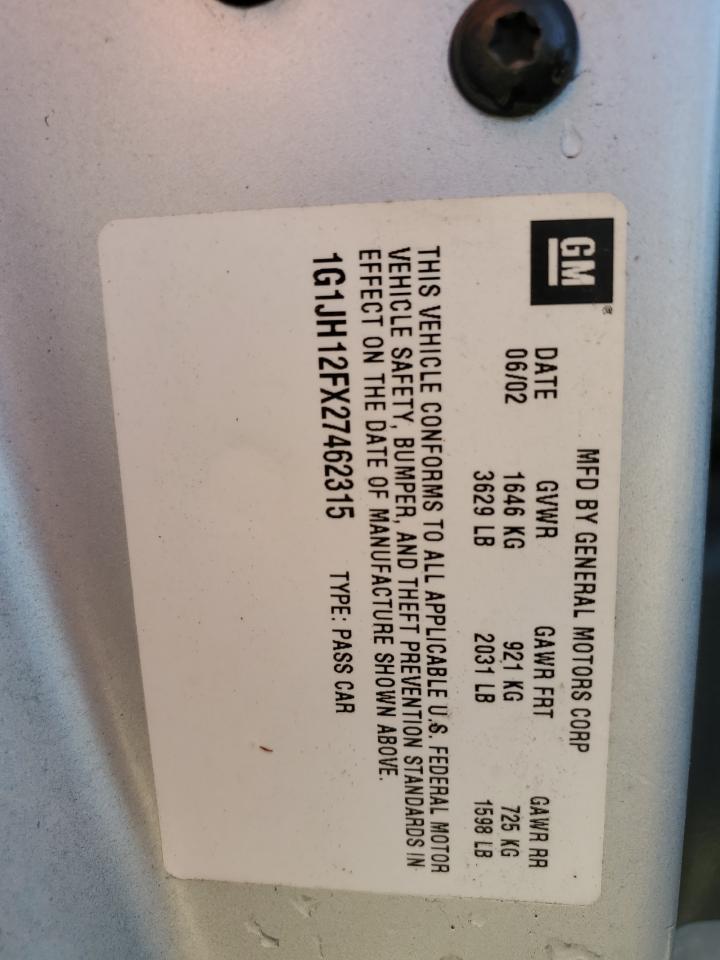 GM®
MFD BY GENERAL MOTORS CORP
DATE GVWR GAWR FRT GAWR RR
06/02 1646 KG 921 KG 725 KG
3629 LB 2031 LB 1598 LB
THIS VEHICLE CONFORMS TO ALL APPLICABLE U.S. FEDERAL MOTOR
VEHICLE SAFETY, BUMPER, AND THEFT PREVENTION STANDARDS IN
EFFECT ON THE DATE OF MANUFACTURE SHOWN ABOVE.
1G1JH12FX27462315 TYPE: PASS CAR